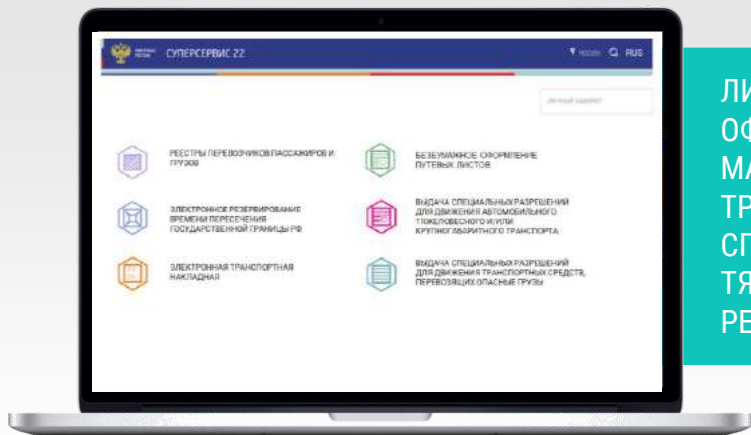 СУПЕРСЕРВИС 22
RUS
РЕЕСТРЫ ПЕРЕВОЗЧИКОВ ПАССАЖИРОВ И
ГРУЗОВ
ЭЛЕКТРОННОЕ РЕЗЕРВИРОВАНИЕ
ВРЕМЕНИ ПЕРЕСЕЧЕНИЯ
ГОСУДАРСТВЕННОЙ ГРАНИЦЫ РФ
ЭЛЕКТРОННАЯ ТРАНСПОРТНАЯ
НАКЛАДНАЯ
БЕЗБУМАЖНОЕ ОФОРМЛЕНИЕ
ПУТЕВЫХ ЛИСТОВ
ВЫДАЧА СПЕЦИАЛЬНЫХ РАЗРЕШЕНИЙ
ДЛЯ ДВИЖЕНИЯ АВТОМОБИЛЬНОГО
ТЯЖЕЛОВЕСНОГО И/ИЛИ
КРУПНОГАБАРИТНОГО ТРАНСПОРТА
ВЫДАЧА СПЕЦИАЛЬНЫХ РАЗРЕШЕНИЙ
ДЛЯ ДВИЖЕНИЯ ТРАНСПОРТНЫХ СРЕДСТВ,
ПЕРЕВОЗЯЩИХ ОПАСНЫЕ ГРУЗЫ
ЛИ
ОФ
МА
ТР
СП
ТЯ
РЕ